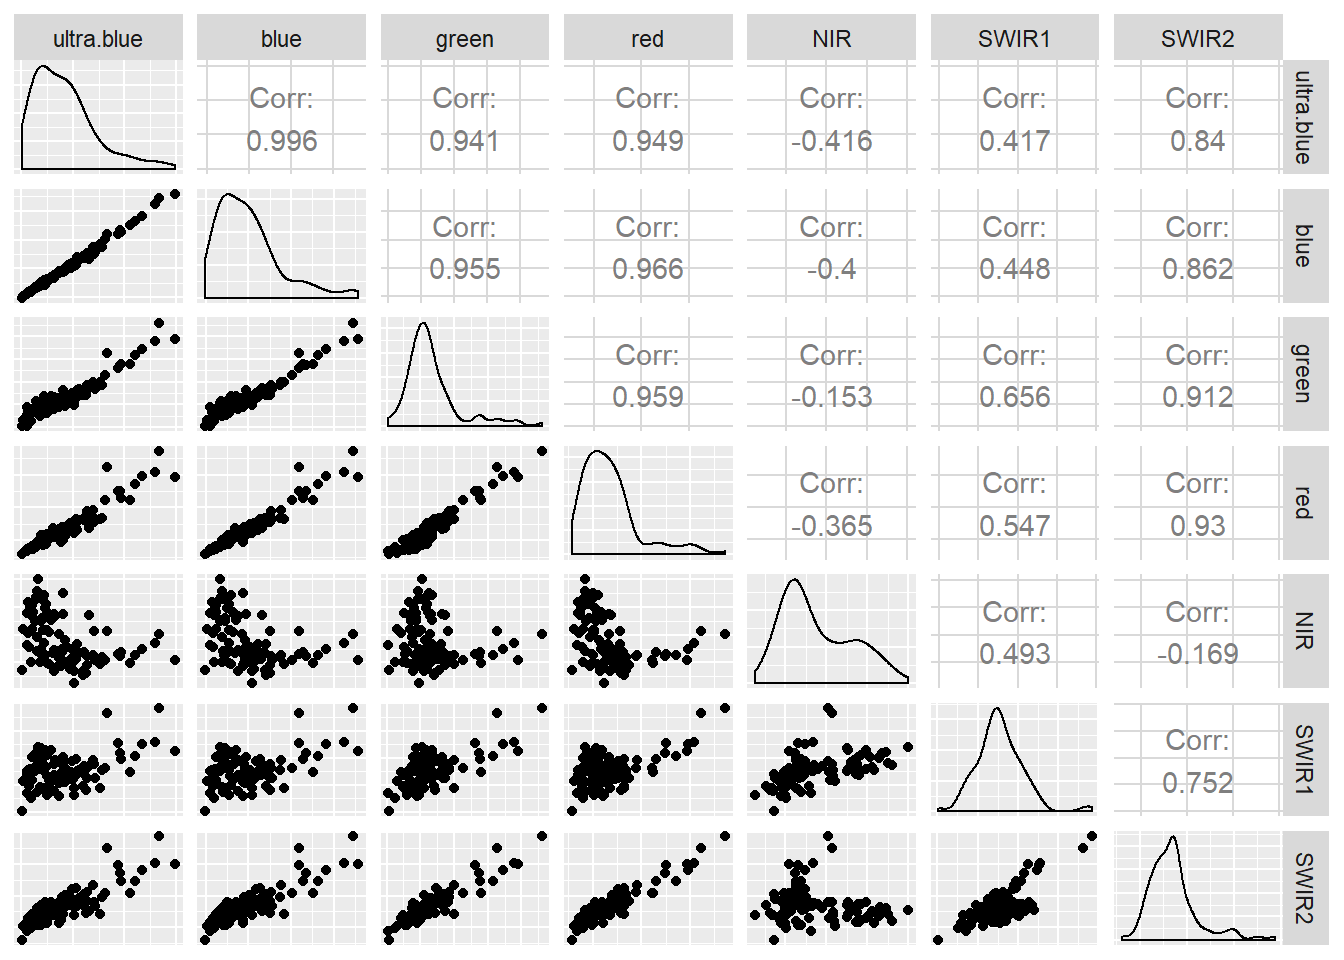 ultra.blue blue green red NIR SWIR1 SWIR2
Corr: Corr: Corr: Corr: Corr: Corr:
0.996 0.941 0.949 -0.416 0.417 0.84
ultra.blue
Corr: Corr: Corr: Corr: Corr:
0.955 0.966 -0.4 0.448 0.862
blue
Corr: Corr: Corr: Corr:
0.959 -0.153 0.656 0.912
green
Corr: Corr: Corr:
-0.365 0.547 0.93
red
Corr: Corr:
0.493 -0.169
NIR
Corr:
0.752
SWIR1
SWIR2